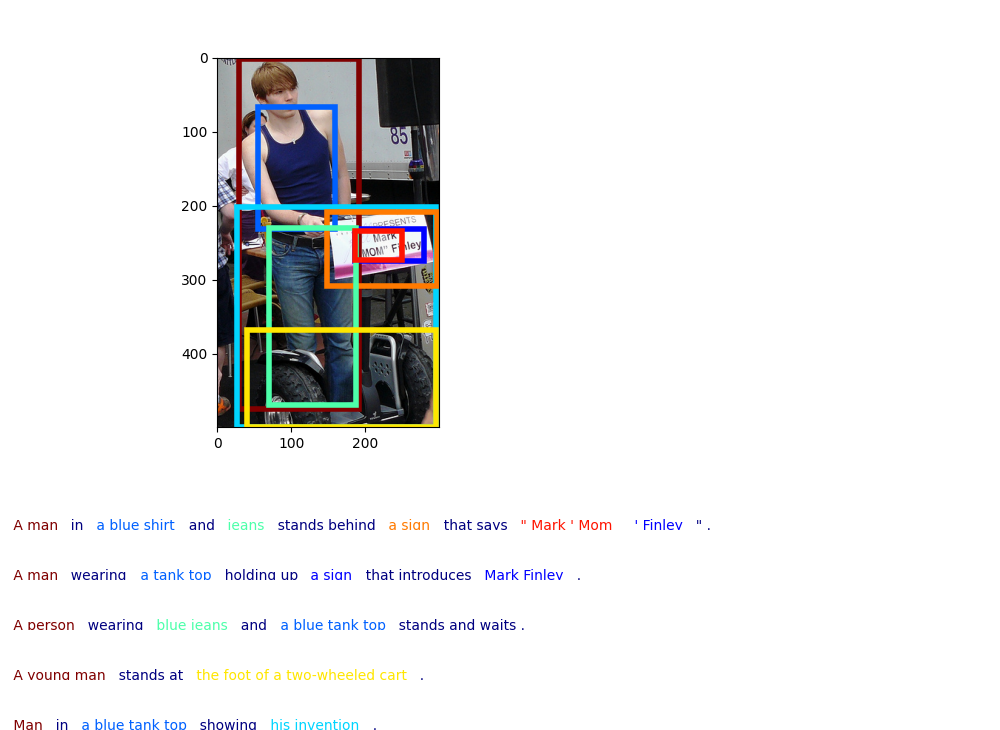 0
100
85
200
PRESENTS
Mark
MOM" Finley
300
400
0 100 200
A man in a blue shirt and jeans stands behind a sign that says " Mark ' Mom ' Finley " .
A man wearing a tank top holding up a sign that introduces Mark Finley .
A person wearing blue jeans and a blue tank top stands and waits .
A young man stands at the foot of a two-wheeled cart .
Man in a blue tank top showing his invention .